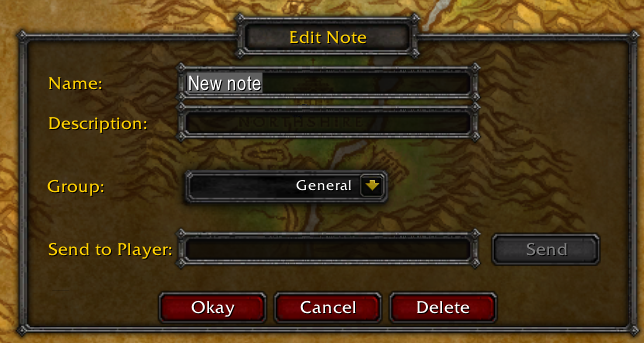 Edit Note
Name: New note
Description:
Group: General
Send to Player: Send
Okay Cancel Delete